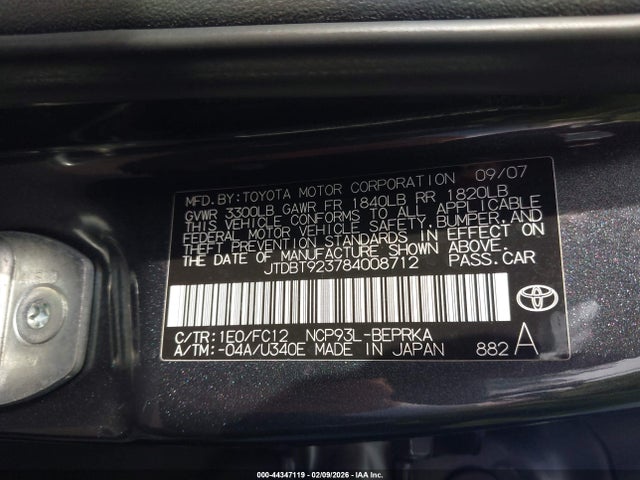 MFD. BY: TOYOTA MOTOR CORPORATION 09/07
GVWR 3300LB GAWR FR 1840LB RR 1820LB
THIS VEHICLE CONFORMS TO ALL APPLICABLE
FEDERAL MOTOR VEHICLE SAFETY, BUMPER, AND
THEFT PREVENTION STANDARDS IN EFFECT ON
THE DATE OF MANUFACTURE SHOWN ABOVE.
JTDBT923784008712 PASS. CAR
C/TR: 1E0/FC12 NCP93L-BEPRKA
A/TM: -04A/U340E MADE IN JAPAN 882 A
000-44347119 | 02/09/2026 - IAA Inc.